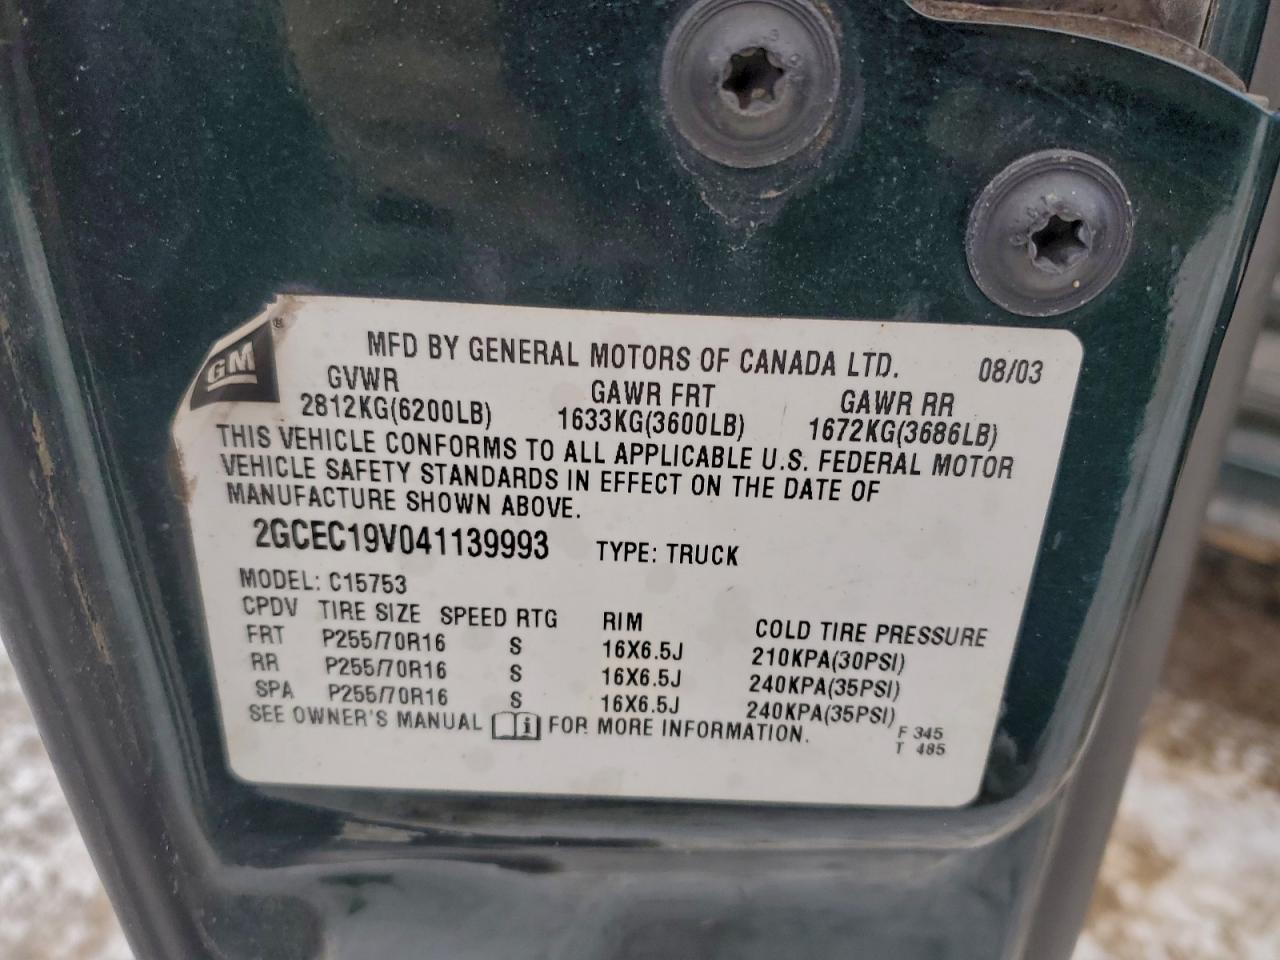 GM ®
MFD BY GENERAL MOTORS OF CANADA LTD. 08/03
GVWR GAWR FRT GAWR RR
2812KG(6200LB) 1633KG(3600LB) 1672KG(3686LB)
THIS VEHICLE CONFORMS TO ALL APPLICABLE U.S. FEDERAL MOTOR
VEHICLE SAFETY STANDARDS IN EFFECT ON THE DATE OF
MANUFACTURE SHOWN ABOVE.
2GCEC19V041139993 TYPE: TRUCK
MODEL: C15753
CPDV TIRE SIZE SPEED RTG RIM COLD TIRE PRESSURE
FRT P255/70R16 S 16X6.5J 210KPA(30PSI)
RR P255/70R16 S 16X6.5J 240KPA(35PSI)
SPA P255/70R16 S 16X6.5J 240KPA(35PSI)
SEE OWNER'S MANUAL i FOR MORE INFORMATION. F 345
T 485